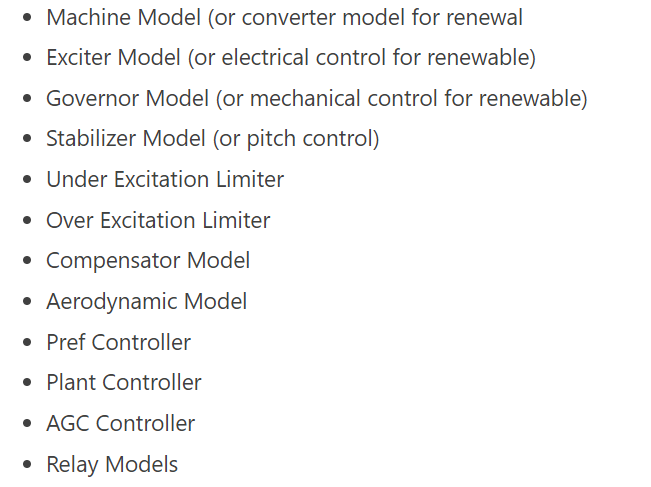 • Machine Model (or converter model for renewal
• Exciter Model (or electrical control for renewable)
• Governor Model (or mechanical control for renewable)
• Stabilizer Model (or pitch control)
• Under Excitation Limiter
• Over Excitation Limiter
• Compensator Model
• Aerodynamic Model
• Pref Controller
• Plant Controller
• AGC Controller
• Relay Models